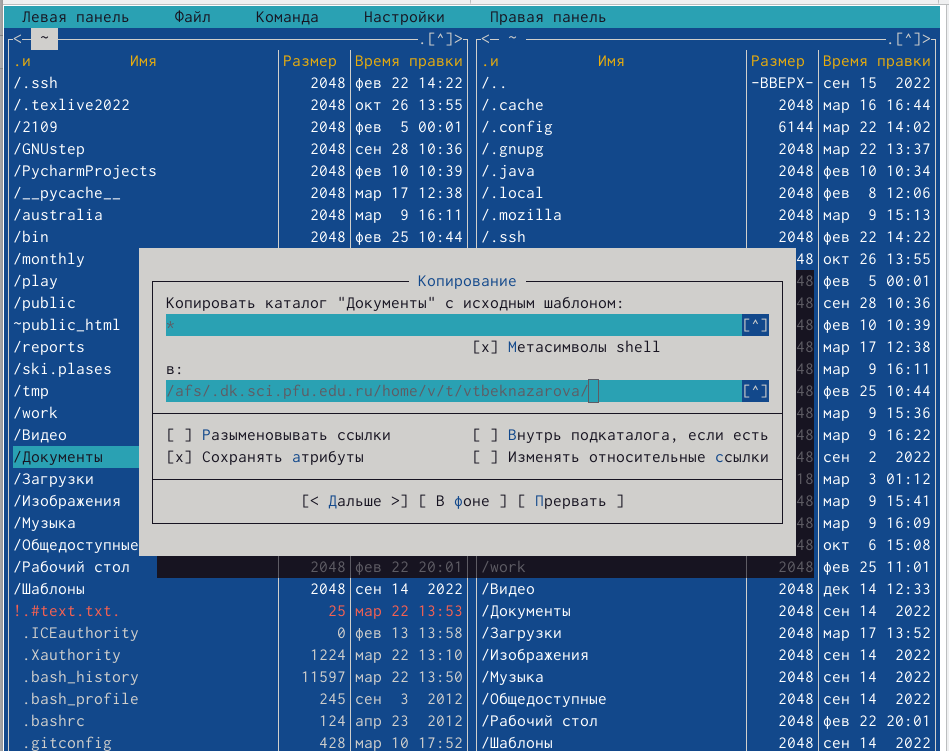 Левая панель     Файл     Команда     Настройки     Правая панель
<- ~ .[^]> <- ~ .[^]>
.и Имя Размер Время правки .и Имя Размер Время правки
/.ssh 2048 фев 22 14:22 /.. -ВВЕРХ- сен 15 2022
/.texlive2022 2048 окт 26 13:55 /.cache 2048 мар 16 16:44
/2109 2048 фев 5 00:01 /.config 6144 мар 22 14:02
/GNUstep 2048 сен 28 10:36 /.gnupg 2048 мар 22 13:37
/PycharmProjects 2048 фев 10 10:39 /.java 2048 фев 10 10:34
/__pycache__ 2048 мар 17 12:38 /.local 2048 фев 8 12:06
/australia 2048 мар 9 16:11 /.mozilla 2048 мар 9 15:13
/bin 2048 фев 25 10:44 /.ssh 2048 фев 22 14:22
/monthly 48 окт 26 13:55
/play Копирование 48 фев 5 00:01
/public Копировать каталог "Документы" с исходным шаблоном: 48 сен 28 10:36
~public_html * [^] 48 фев 10 10:39
/reports [x] Метасимволы shell 48 мар 17 12:38
/ski.plases в: 48 мар 9 16:11
/tmp /afs/.dk.sci.pfu.edu.ru/home/v/t/vtbeknazarova/ [^] 48 фев 25 10:44
/work 48 мар 9 15:36
/Видео [ ] Разыменовывать ссылки [ ] Внутрь подкаталога, если есть 48 мар 9 16:22
/Документы [x] Сохранять атрибуты [ ] Изменять относительные ссылки 48 сен 2 2022
/Загрузки 18 мар 3 01:12
/Изображения [< Дальше >] [ В фоне ] [ Прервать ] 48 мар 9 15:41
/Музыка 48 мар 9 16:09
/Общедоступные 48 окт 6 15:08
/Рабочий стол 2048 фев 22 20:01 /work 2048 фев 25 11:01
/Шаблоны 2048 сен 14 2022 /Видео 2048 дек 14 12:33
!.#text.txt. 25 мар 22 13:53 /Документы 2048 сен 14 2022
.ICEauthority 0 фев 13 13:58 /Загрузки 2048 мар 17 13:52
.Xauthority 1224 мар 22 13:10 /Изображения 2048 сен 14 2022
.bash_history 11597 мар 22 13:50 /Музыка 2048 сен 14 2022
.bash_profile 245 сен 3 2012 /Общедоступные 2048 сен 14 2022
.bashrc 124 апр 23 2012 /Рабочий стол 2048 фев 22 20:01
.gitconfig 428 мар 10 17:52 /Шаблоны 2048 сен 14 2022